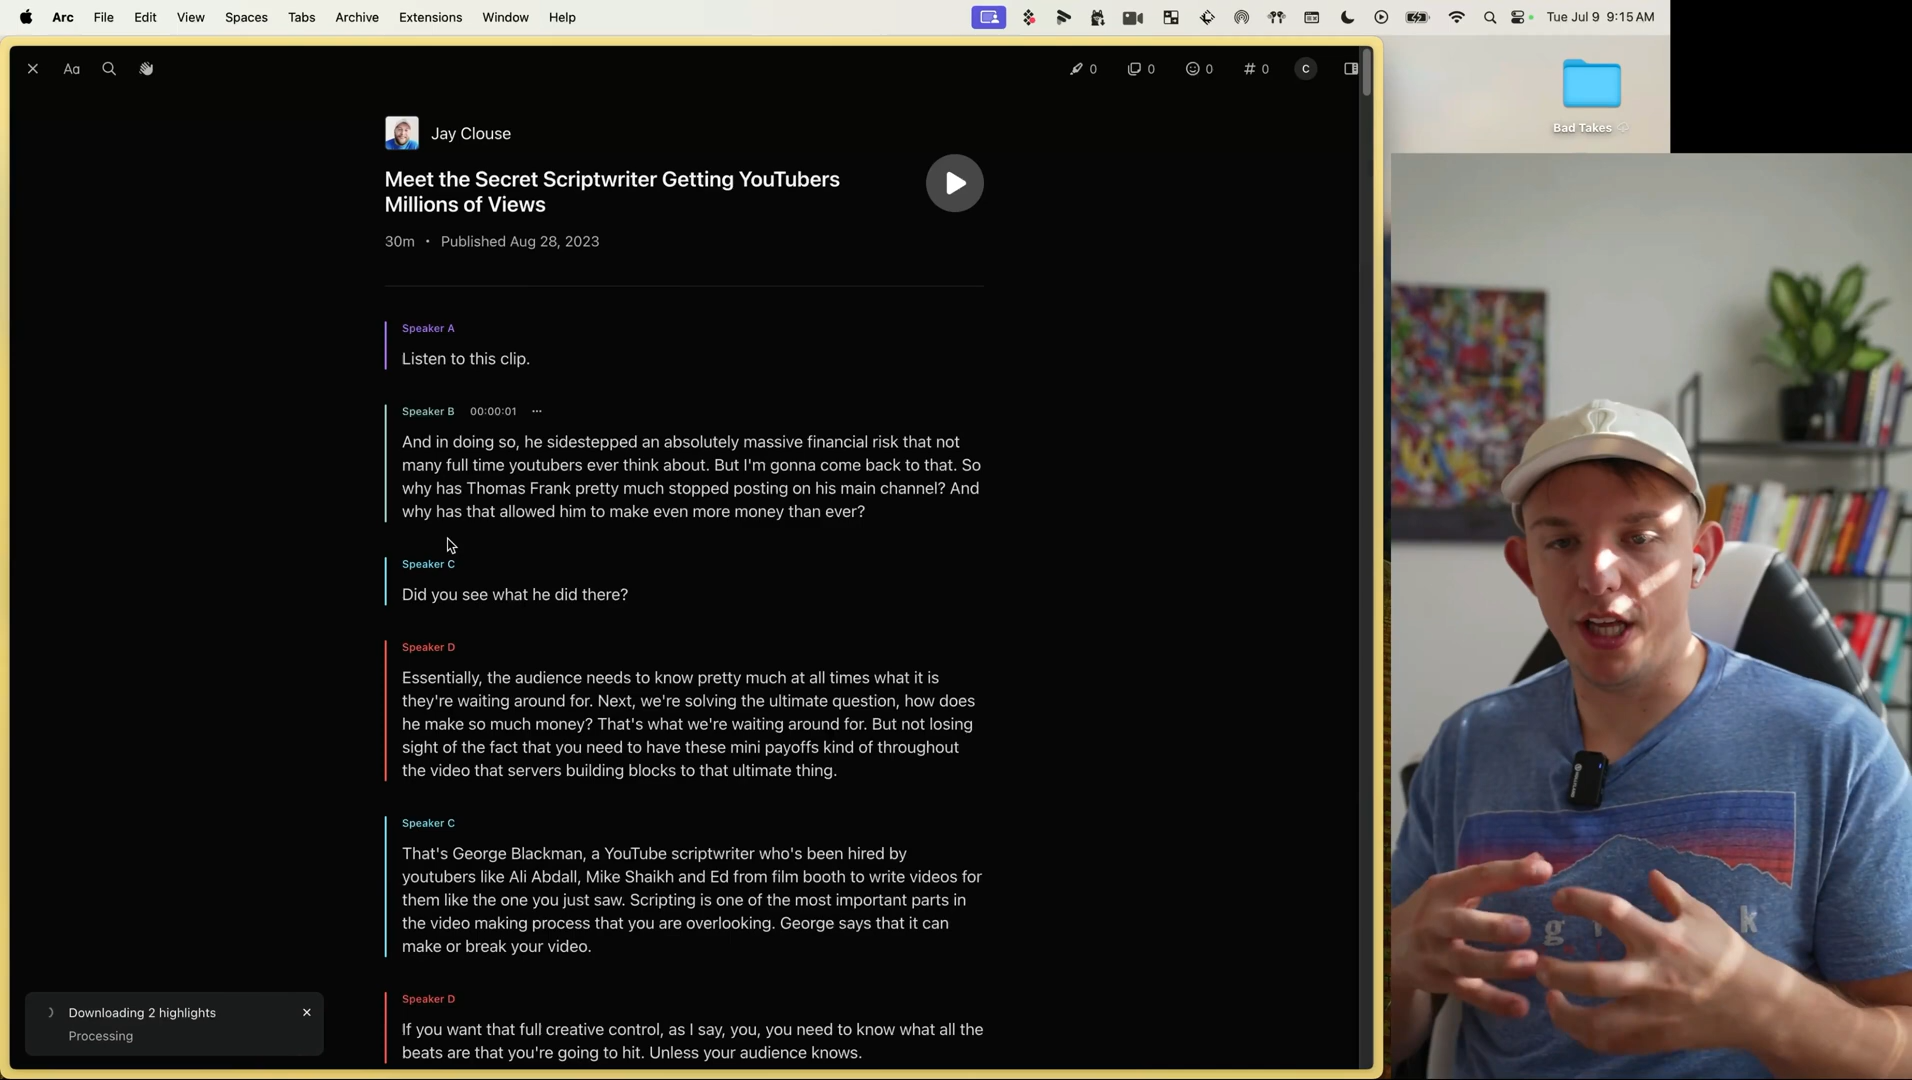 Arc File Edit View Spaces Tabs Archive Extensions Window Help Tue Jul 9 9:15 AM
Aa 0 0 0 0 C
Bad Takes
Jay Clouse
Meet the Secret Scriptwriter Getting YouTubers
Millions of Views
30m • Published Aug 28, 2023
Speaker A
Listen to this clip.
Speaker B 00:00:01 ...
And in doing so, he sidestepped an absolutely massive financial risk that not
many full time youtubers ever think about. But I'm gonna come back to that. So
why has Thomas Frank pretty much stopped posting on his main channel? And
why has that allowed him to make even more money than ever?
Speaker C
Did you see what he did there?
Speaker D
Essentially, the audience needs to know pretty much at all times what it is
they're waiting around for. Next, we're solving the ultimate question, how does
he make so much money? That's what we're waiting around for. But not losing
sight of the fact that you need to have these mini payoffs kind of throughout
the video that servers building blocks to that ultimate thing.
Speaker C
That's George Blackman, a YouTube scriptwriter who's been hired by
youtubers like Ali Abdall, Mike Shaikh and Ed from film booth to write videos for
them like the one you just saw. Scripting is one of the most important parts in
the video making process that you are overlooking. George says that it can
make or break your video.
Speaker D
If you want that full creative control, as I say, you, you need to know what all the
beats are that you're going to hit. Unless your audience knows.
Downloading 2 highlights
Processing